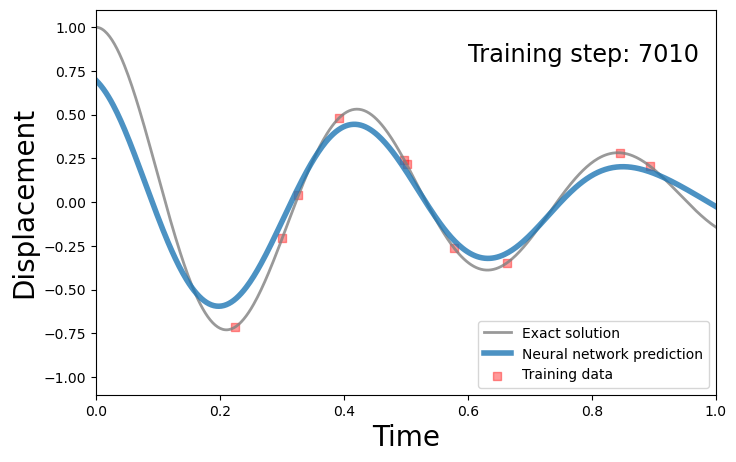 Training step: 7010
1.00
0.75
0.50
0.25
0.00
−0.25
−0.50
−0.75
−1.00
Displacement
Exact solution
Neural network prediction
Training data
0.0 0.2 0.4 0.6 0.8 1.0
Time